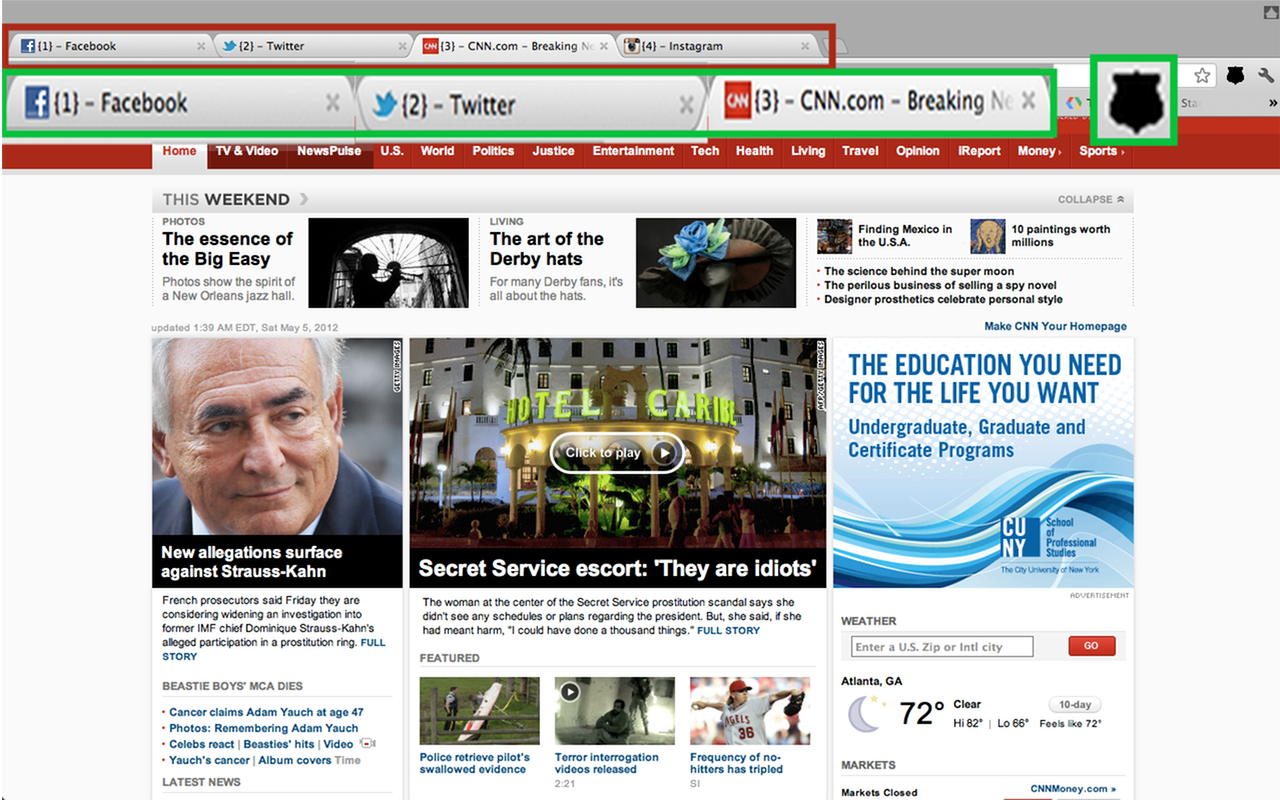 {1} – Facebook
{2} – Twitter
{3} – CNN.com – Breaking Ne
{4} – Instagram
{1} – Facebook
{2} – Twitter
CNN {3} – CNN.com – Breaking Ne
Home
TV & Video
NewsPulse
U.S.
World
Politics
Justice
Entertainment
Tech
Health
Living
Travel
Opinion
iReport
Money
Sports
THIS WEEKEND
COLLAPSE
PHOTOS
The essence of
the Big Easy
Photos show the spirit of
a New Orleans jazz hall.
LIVING
The art of the
Derby hats
For many Derby fans, it's
all about the hats.
Finding Mexico in
the U.S.A.
10 paintings worth
millions
• The science behind the super moon
• The perilous business of selling a spy novel
• Designer prosthetics celebrate personal style
updated 1:39 AM EDT, Sat May 5, 2012
Make CNN Your Homepage
GETTY IMAGES
New allegations surface
against Strauss-Kahn
French prosecutors said Friday they are
considering widening an investigation into
former IMF chief Dominique Strauss-Kahn's
alleged participation in a prostitution ring. FULL
STORY
BEASTIE BOYS' MCA DIES
• Cancer claims Adam Yauch at age 47
• Photos: Remembering Adam Yauch
• Celebs react | Beasties' hits | Video
• Yauch's cancer | Album covers Time
LATEST NEWS
AFP/GETTY IMAGES
HOTEL CARIBE
Click to play
Secret Service escort: 'They are idiots'
The woman at the center of the Secret Service prostitution scandal says she
didn't see any schedules or plans regarding the president. But, she said, if she
had meant harm, "I could have done a thousand things." FULL STORY
FEATURED
Police retrieve pilot's
swallowed evidence
Terror interrogation
videos released
2:21
ANGELS
36
Frequency of no-
hitters has tripled
SI
THE EDUCATION YOU NEED
FOR THE LIFE YOU WANT
Undergraduate, Graduate and
Certificate Programs
CU
NY
School of
Professional
Studies
The City University of New York
ADVERTISEMENT
WEATHER
Enter a U.S. Zip or Intl city
GO
Atlanta, GA
72°
Clear
Hi 82° | Lo 66°
10-day
Feels like 72°
MARKETS
CNNMoney.com »
Markets Closed